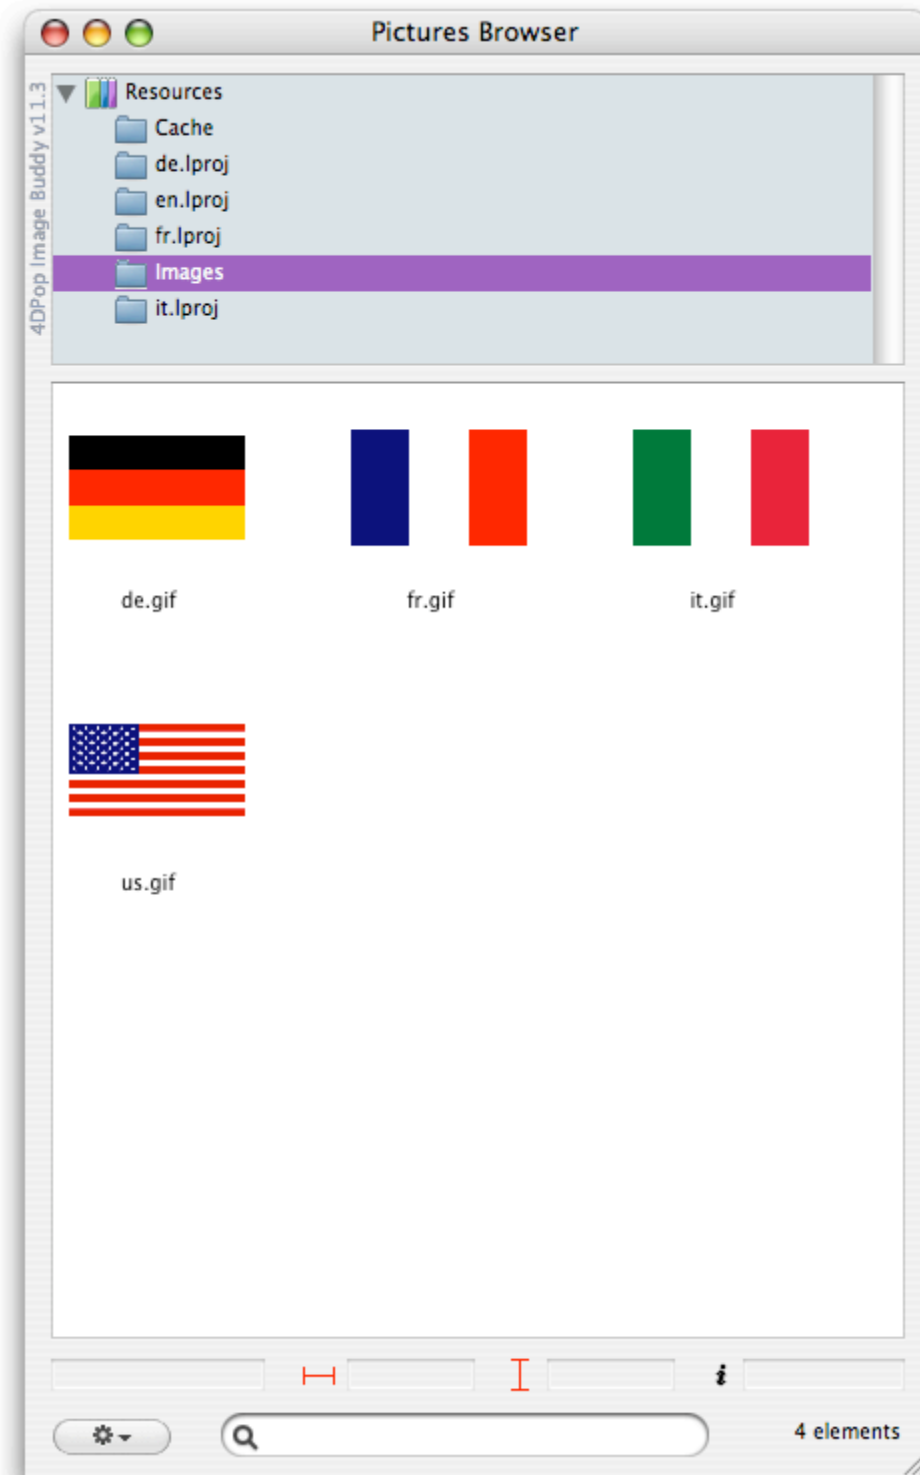 Pictures Browser
4DPop Image Buddy v11.3
Resources
Cache
de.lproj
en.lproj
fr.lproj
Images
it.lproj
de.gif
fr.gif
it.gif
us.gif
i
4 elements